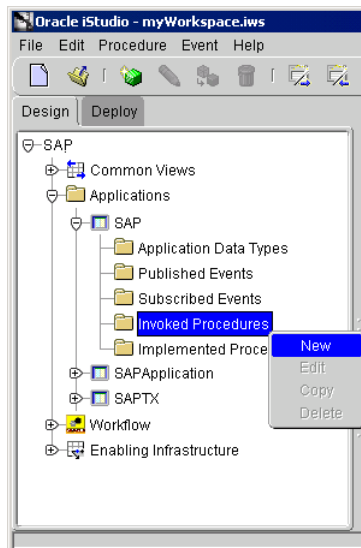 Oracle iStudio - myWorkspace.iws
File Edit Procedure Event Help
Design Deploy
SAP
Common Views
Applications
SAP
Application Data Types
Published Events
Subscribed Events
Invoked Procedures
New
Implemented Proce
Edit
SAPApplication
Copy
SAPTX
Delete
Workflow
Enabling Infrastructure